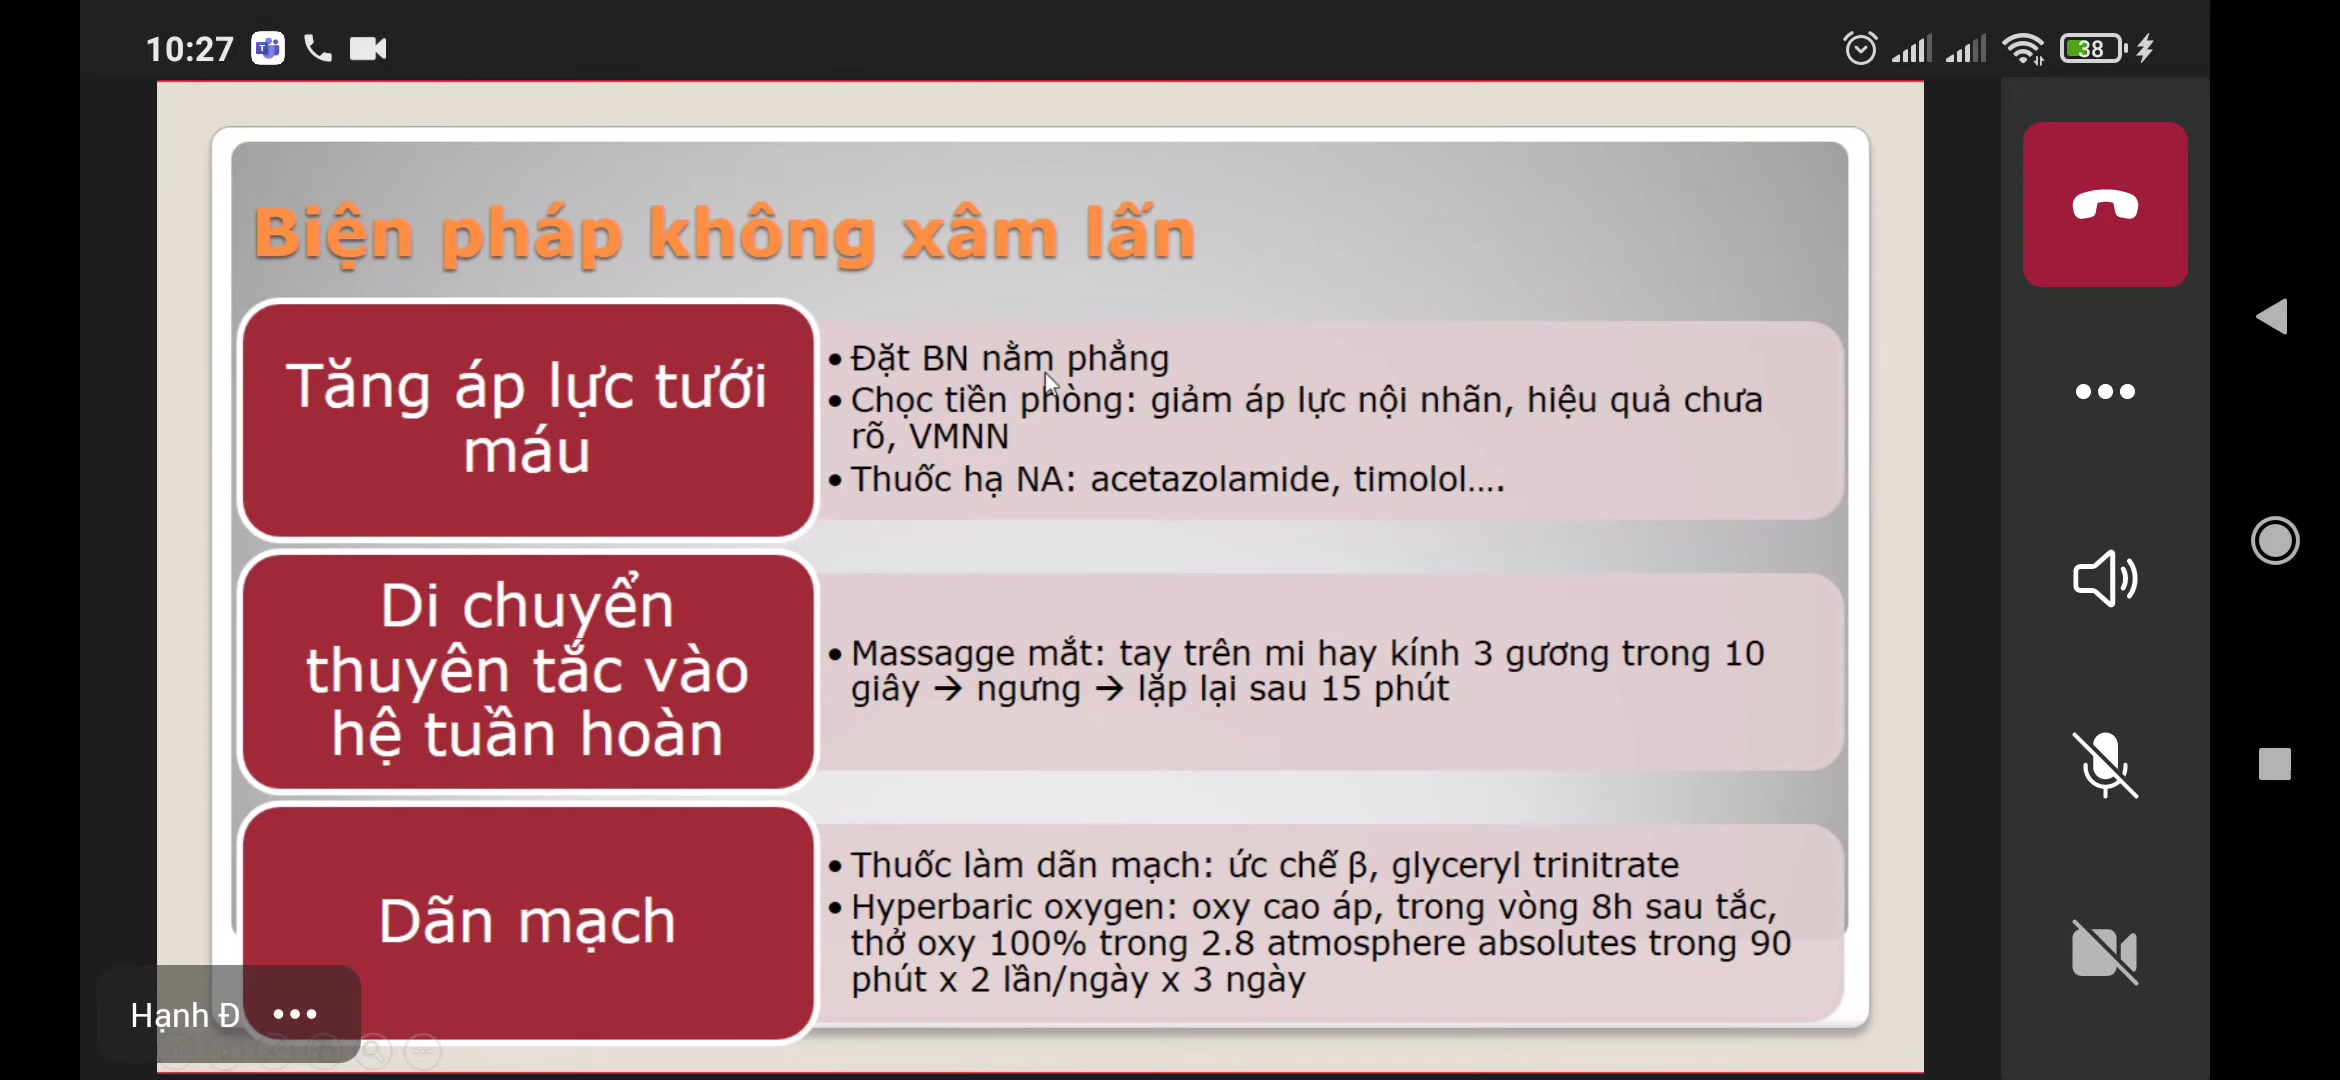 10:27
38
Biện pháp không xâm lấn
Tăng áp lực tưới
máu
• Đặt BN nằm phẳng
• Chọc tiền phòng: giảm áp lực nội nhãn, hiệu quả chưa
rõ, VMNN
• Thuốc hạ NA: acetazolamide, timolol....
Di chuyển
thuyên tắc vào
hệ tuần hoàn
• Massagge mắt: tay trên mi hay kính 3 gương trong 10
giây → ngưng → lặp lại sau 15 phút
Dãn mạch
• Thuốc làm dãn mạch: ức chế β, glyceryl trinitrate
• Hyperbaric oxygen: oxy cao áp, trong vòng 8h sau tắc,
thở oxy 100% trong 2.8 atmosphere absolutes trong 90
phút x 2 lần/ngày x 3 ngày
Hạnh Đ